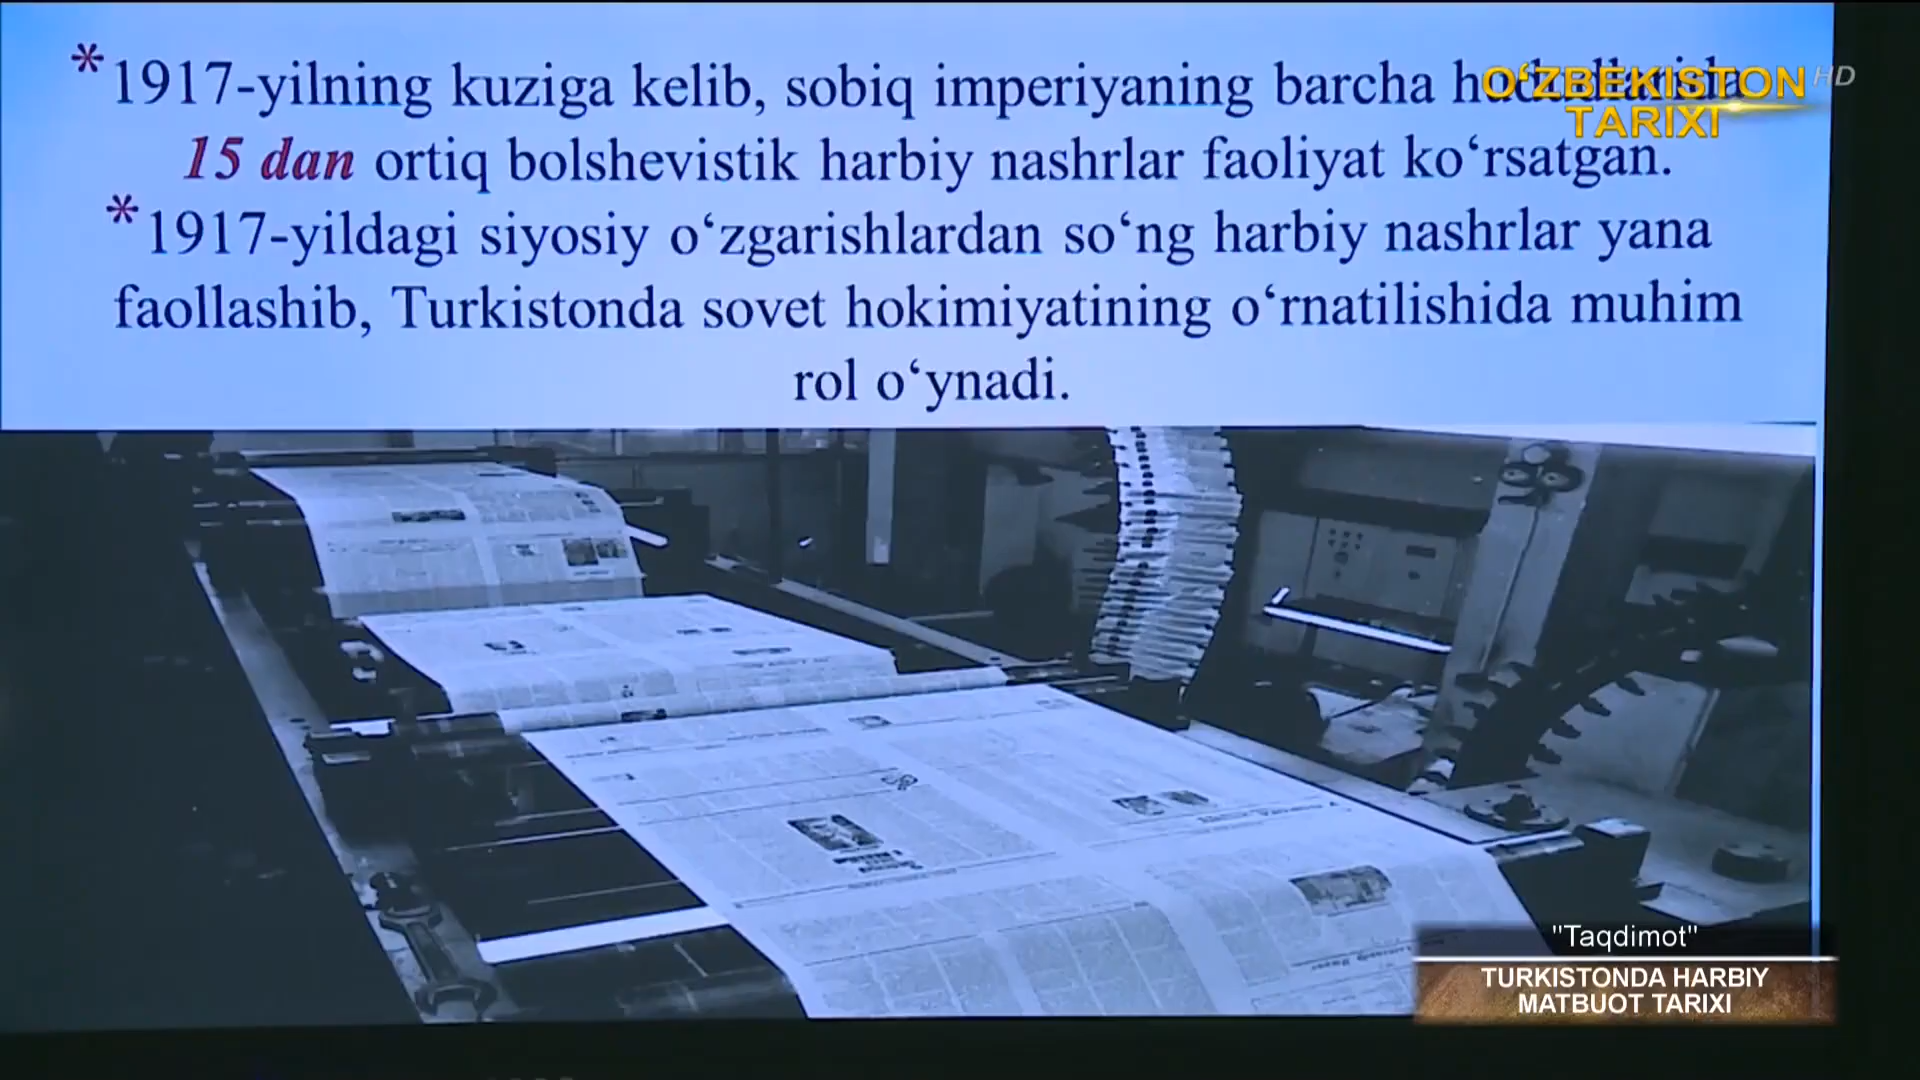 *1917-yilning kuziga kelib, sobiq imperiyaning barcha hududlarida
15 dan ortiq bolshevistik harbiy nashrlar faoliyat ko‘rsatgan.
*1917-yildagi siyosiy o‘zgarishlardan so‘ng harbiy nashrlar yana
faollashib, Turkistonda sovet hokimiyatining o‘rnatilishida muhim
rol o‘ynadi.
O‘ZBEKISTON HD
TARIXI
"Taqdimot"
TURKISTONDA HARBIY
MATBUOT TARIXI